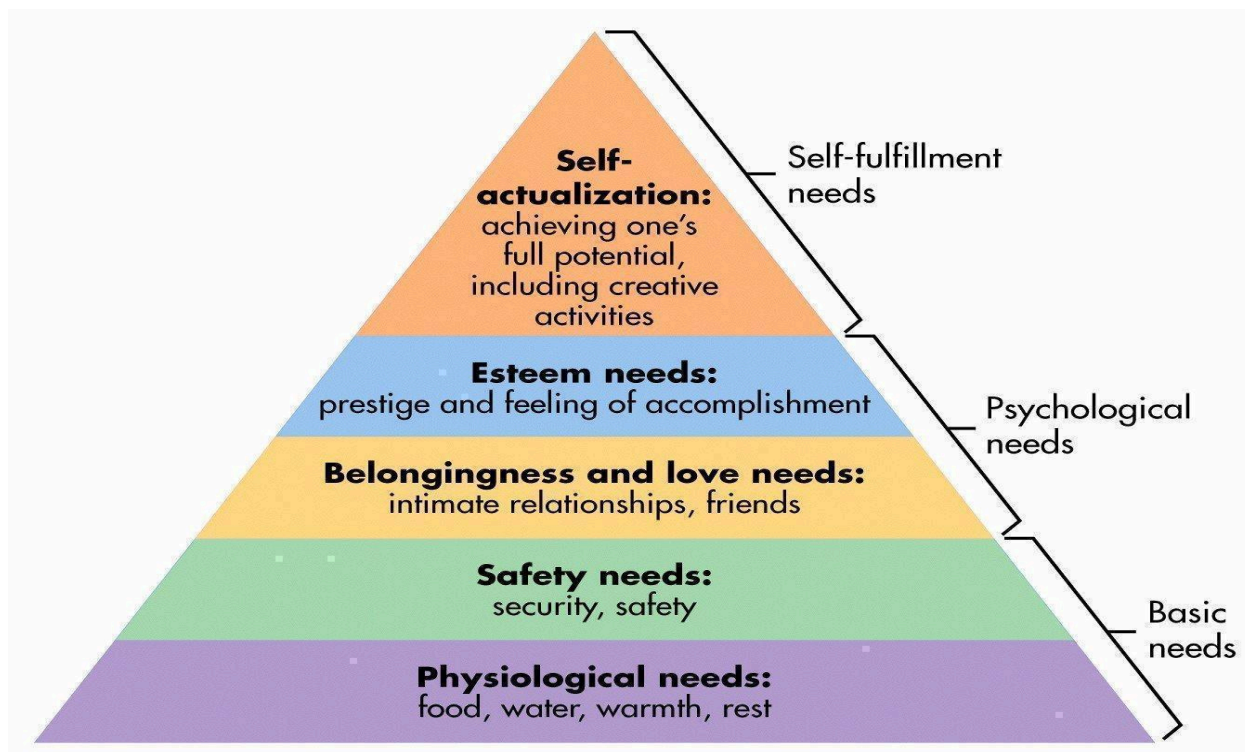 Self-
actualization:
achieving one's
full potential,
including creative
activities
Self-fulfillment
needs
Esteem needs:
prestige and feeling of accomplishment
Psychological
needs
Belongingness and love needs:
intimate relationships, friends
Safety needs:
security, safety
Basic
needs
Physiological needs:
food, water, warmth, rest